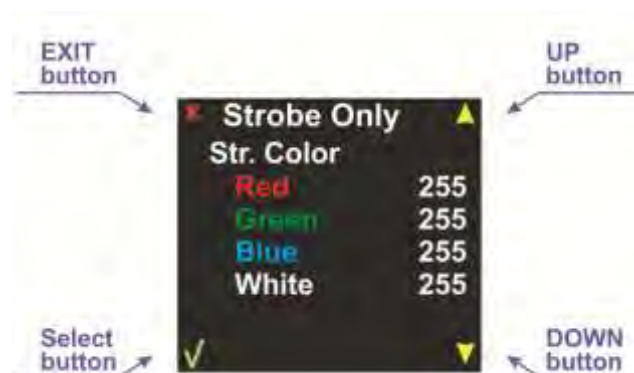 EXIT
button
UP
button
Strobe Only
Str. Color
Red 255
Green 255
Blue 255
White 255
Select
button
DOWN
button